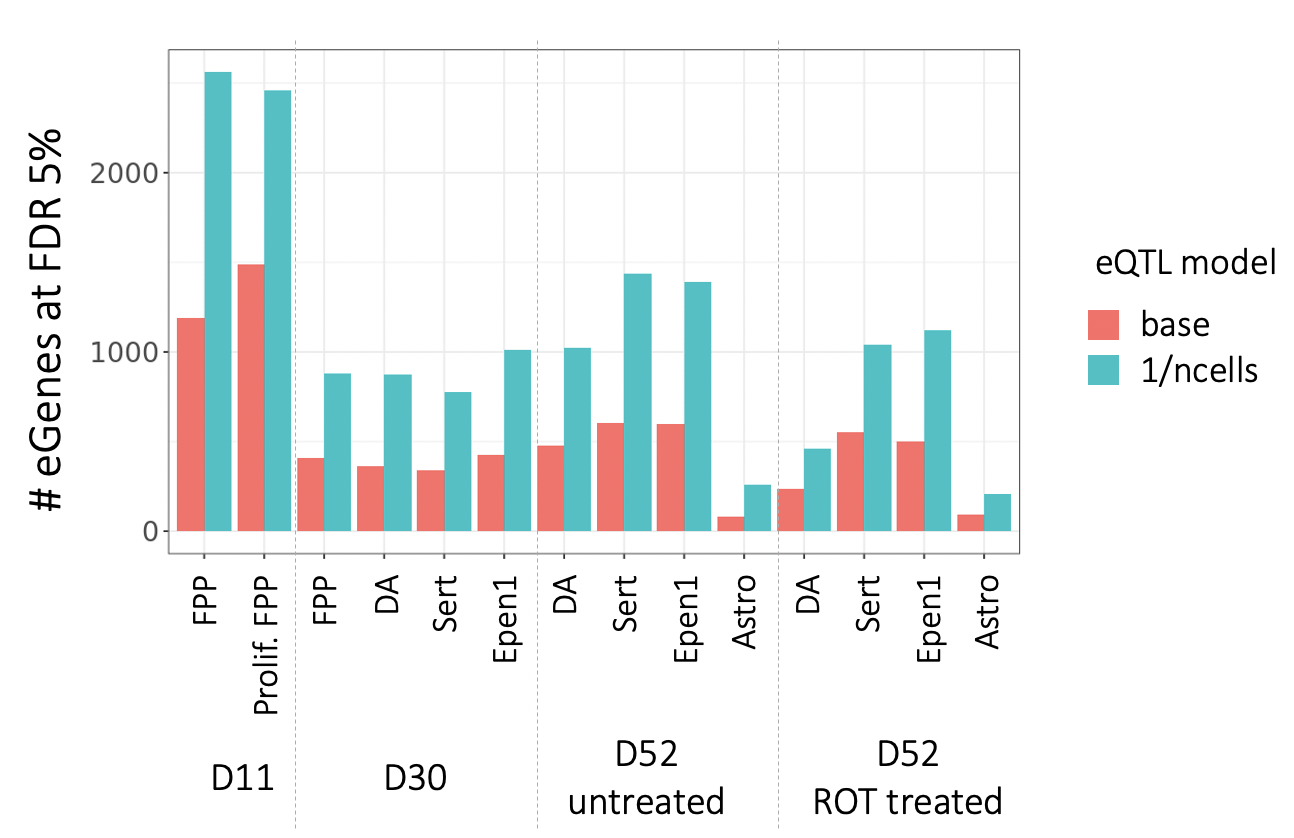 # eGenes at FDR 5%
2000
1000
0
FPP
Prolif. FPP
FPP
DA
Sert
Epen1
DA
Sert
Epen1
Astro
DA
Sert
Epen1
Astro
D11
D30
D52
untreated
D52
ROT treated
eQTL model
base
1/ncells